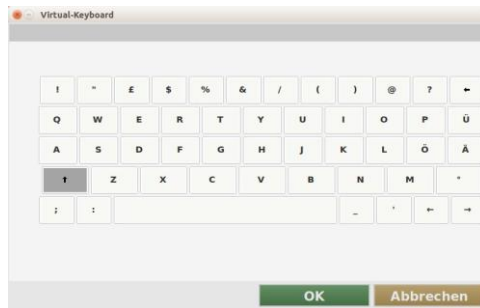 Virtual-Keyboard
! " £ $ % & / ( ) @ ? ←
Q W E R T Y U I O P Ü
A S D F G H J K L Ö Ä
↑ Z X C V B N M °
; : _ ' ← →
OK Abbrechen